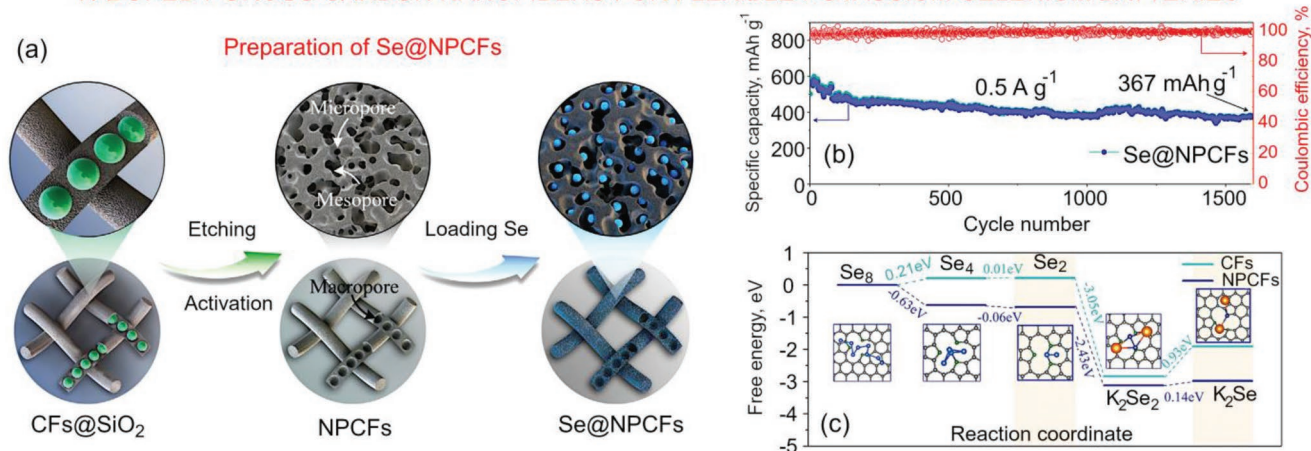 (a)
Preparation of Se@NPCFs
Micropore
Mesopore
Etching
Activation
Loading Se
Macropore
CFs@SiO₂
NPCFs
Se@NPCFs
Specific capacity, mAh g⁻¹
800
600
400
200
0
100
80
60
40
20
0
Coulombic efficiency, %
0.5 A g⁻¹
367 mAh g⁻¹
(b)
Se@NPCFs
0
500
1000
1500
Cycle number
Free energy, eV
1
0
-1
-2
-3
-4
-5
Se₈
0.21eV
Se₄
0.01eV
Se₂
CFs
NPCFs
-0.63eV
-0.06eV
-3.05eV
-2.43eV
0.93eV
K₂Se₂
0.14eV
K₂Se
(c)
Reaction coordinate